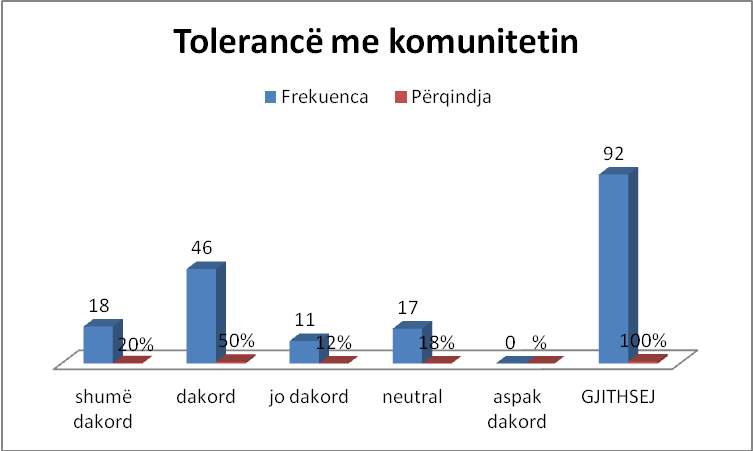 Tolerancë me komunitetin
Frekuenca Përqindja
92
46
18
11
17
0
20%
50%
12%
18%
%
100%
shumë dakord
dakord
jo dakord
neutral
aspak dakord
GJITHSEJ